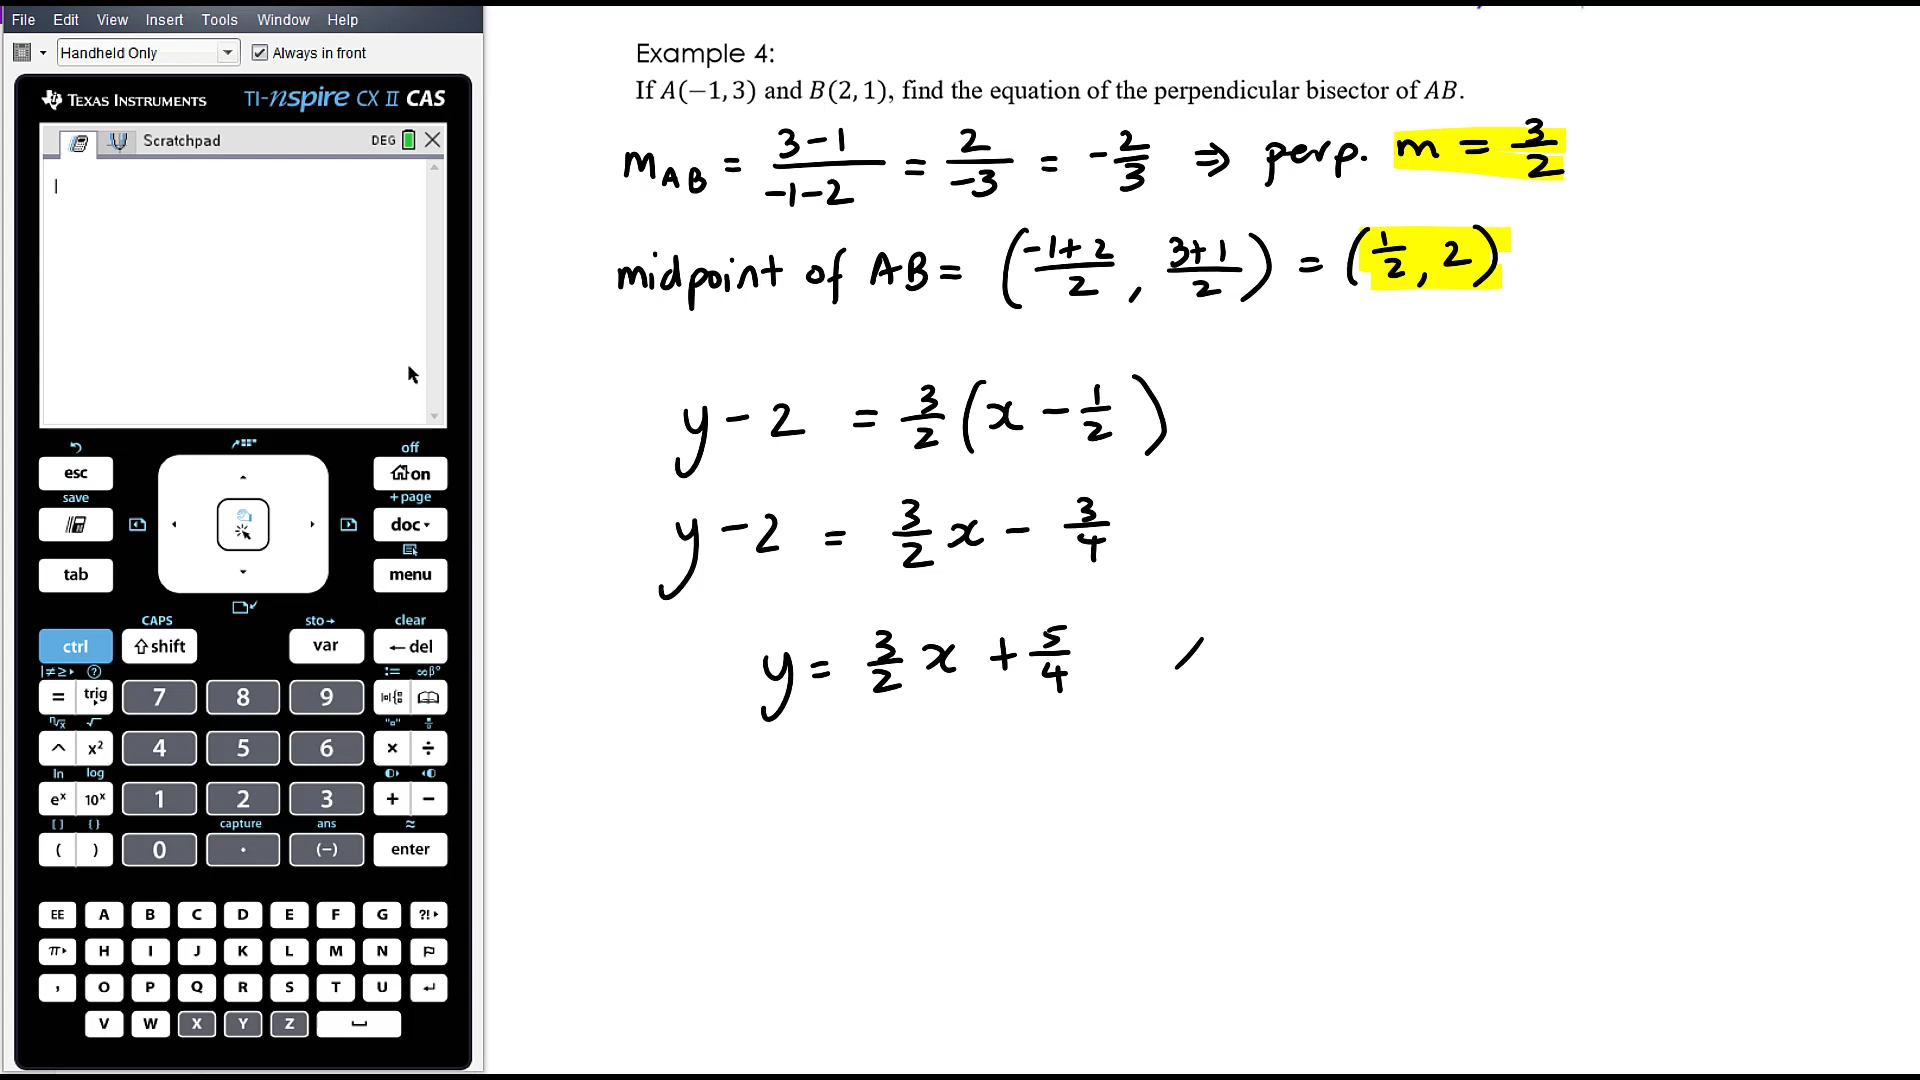 File Edit View Insert Tools Window Help
Handheld Only Always in front
TEXAS INSTRUMENTS TI-nspire CX II CAS
Scratchpad DEG
off
esc on
save +page
doc
tab menu
CAPS sto→ clear
ctrl shift var ←del
|≠≥▸ ? := ∞β°
= trig 7 8 9 |□|{
ⁿ√x √ "□"
^ x² 4 5 6 × ÷
ln log
eˣ 10ˣ 1 2 3 + −
[ ] { } capture ans ≈
( ) 0 . (−) enter
EE A B C D E F G ?!▸
π▸ H I J K L M N
, O P Q R S T U ↵
V W X Y Z
Example 4:
If A(−1, 3) and B(2, 1), find the equation of the perpendicular bisector of AB.
m_AB = (3−1)/(−1−2) = 2/−3 = −2/3 ⇒ perp. m = 3/2
midpoint of AB = ((−1+2)/2, (3+1)/2) = (1/2, 2)
y − 2 = 3/2 (x − 1/2)
y − 2 = 3/2 x − 3/4
y = 3/2 x + 5/4